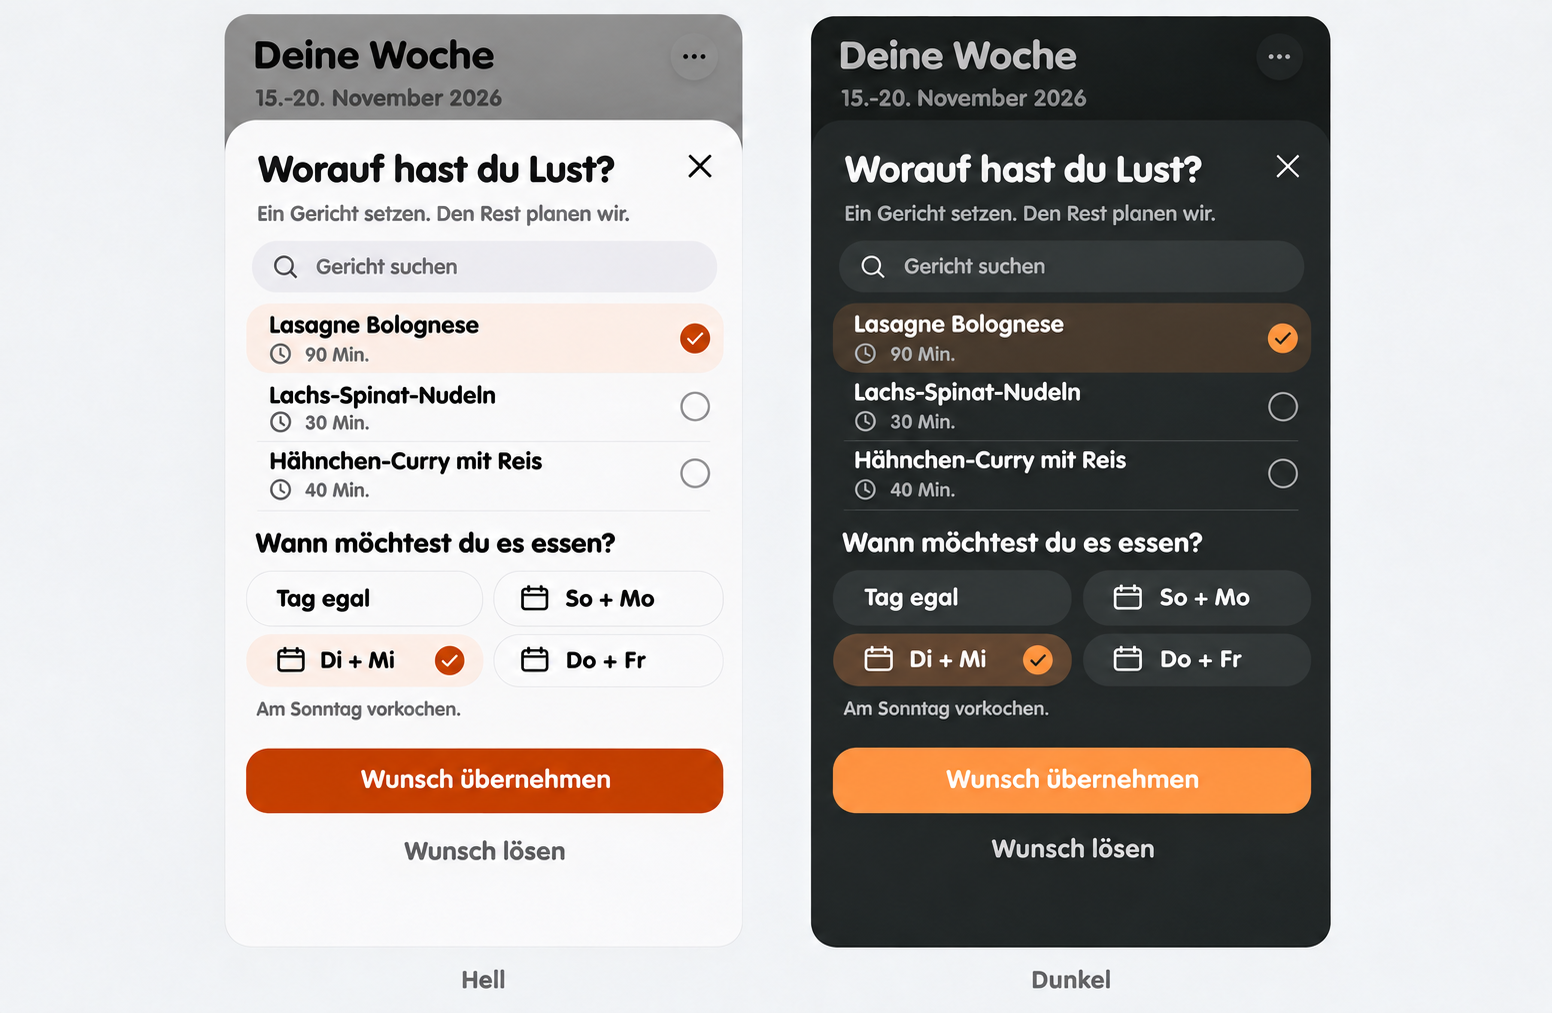 Deine Woche
15.-20. November 2026
Worauf hast du Lust?
Ein Gericht setzen. Den Rest planen wir.
Gericht suchen
Lasagne Bolognese
90 Min.
Lachs-Spinat-Nudeln
30 Min.
Hähnchen-Curry mit Reis
40 Min.
Wann möchtest du es essen?
Tag egal
So + Mo
Di + Mi
Do + Fr
Am Sonntag vorkochen.
Wunsch übernehmen
Wunsch lösen
Hell
Deine Woche
15.-20. November 2026
Worauf hast du Lust?
Ein Gericht setzen. Den Rest planen wir.
Gericht suchen
Lasagne Bolognese
90 Min.
Lachs-Spinat-Nudeln
30 Min.
Hähnchen-Curry mit Reis
40 Min.
Wann möchtest du es essen?
Tag egal
So + Mo
Di + Mi
Do + Fr
Am Sonntag vorkochen.
Wunsch übernehmen
Wunsch lösen
Dunkel